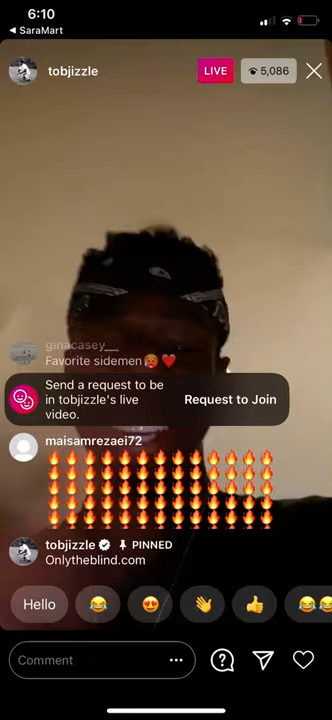 6:10
◀ SaraMart
tobjizzle
LIVE
5,086
ginacasey__
Favorite sidemen🥵❤️
Send a request to be
in tobjizzle's live
video.
Request to Join
maisamrezaei72
🔥🔥🔥🔥🔥🔥🔥🔥🔥🔥🔥🔥🔥
🔥🔥🔥🔥🔥🔥🔥🔥🔥🔥🔥🔥🔥
🔥🔥🔥🔥🔥🔥🔥🔥🔥🔥🔥🔥🔥
🔥🔥🔥🔥🔥🔥🔥🔥🔥🔥🔥🔥🔥
🔥🔥🔥🔥🔥🔥🔥🔥🔥🔥🔥🔥🔥
tobjizzle PINNED
Onlytheblind.com
Hello 😂 😍 👋 👍 😂😂
Comment